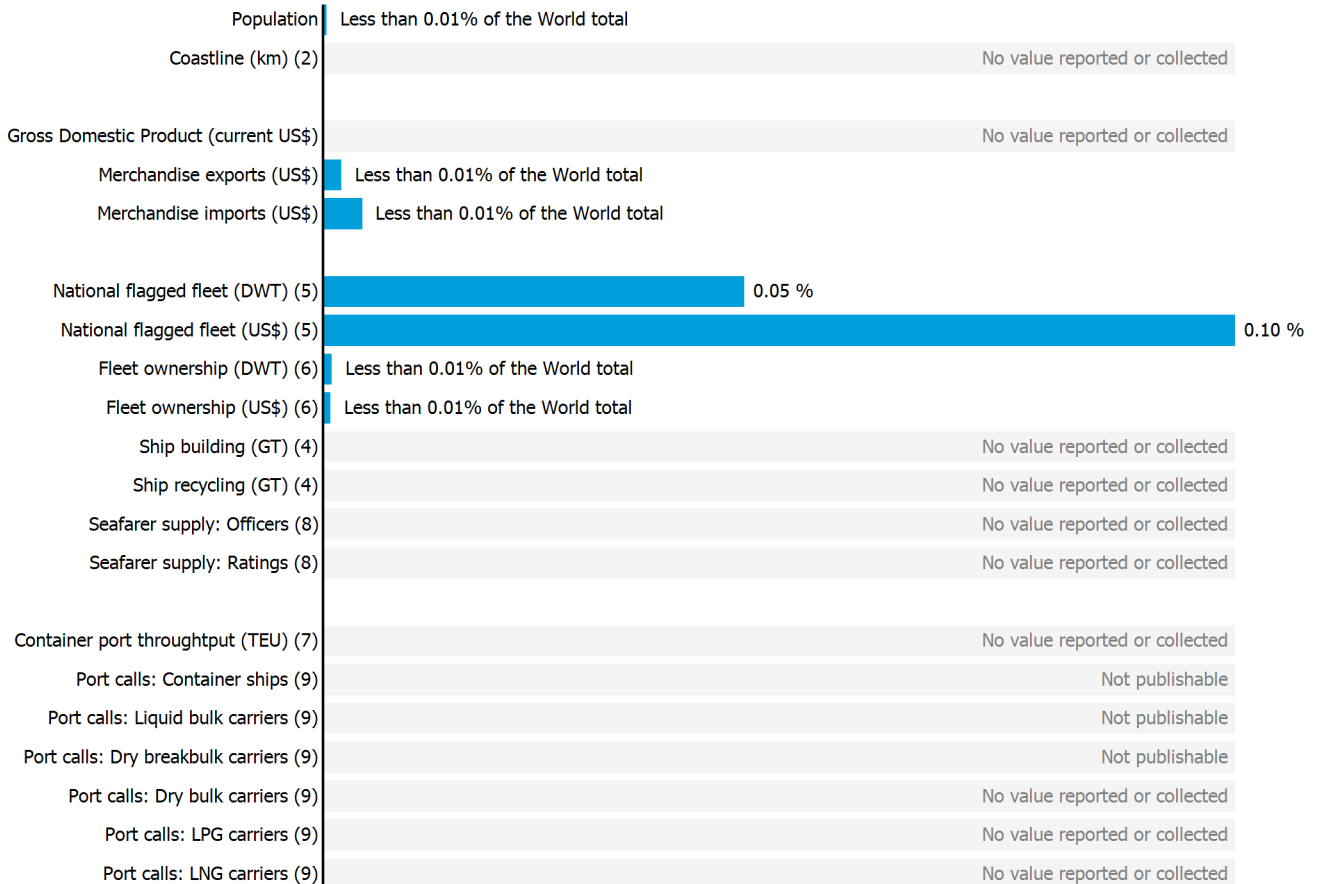 Population Less than 0.01% of the World total
Coastline (km) (2) No value reported or collected
Gross Domestic Product (current US$) No value reported or collected
Merchandise exports (US$) Less than 0.01% of the World total
Merchandise imports (US$) Less than 0.01% of the World total
National flagged fleet (DWT) (5) 0.05 %
National flagged fleet (US$) (5) 0.10 %
Fleet ownership (DWT) (6) Less than 0.01% of the World total
Fleet ownership (US$) (6) Less than 0.01% of the World total
Ship building (GT) (4) No value reported or collected
Ship recycling (GT) (4) No value reported or collected
Seafarer supply: Officers (8) No value reported or collected
Seafarer supply: Ratings (8) No value reported or collected
Container port throughtput (TEU) (7) No value reported or collected
Port calls: Container ships (9) Not publishable
Port calls: Liquid bulk carriers (9) Not publishable
Port calls: Dry breakbulk carriers (9) Not publishable
Port calls: Dry bulk carriers (9) No value reported or collected
Port calls: LPG carriers (9) No value reported or collected
Port calls: LNG carriers (9) No value reported or collected